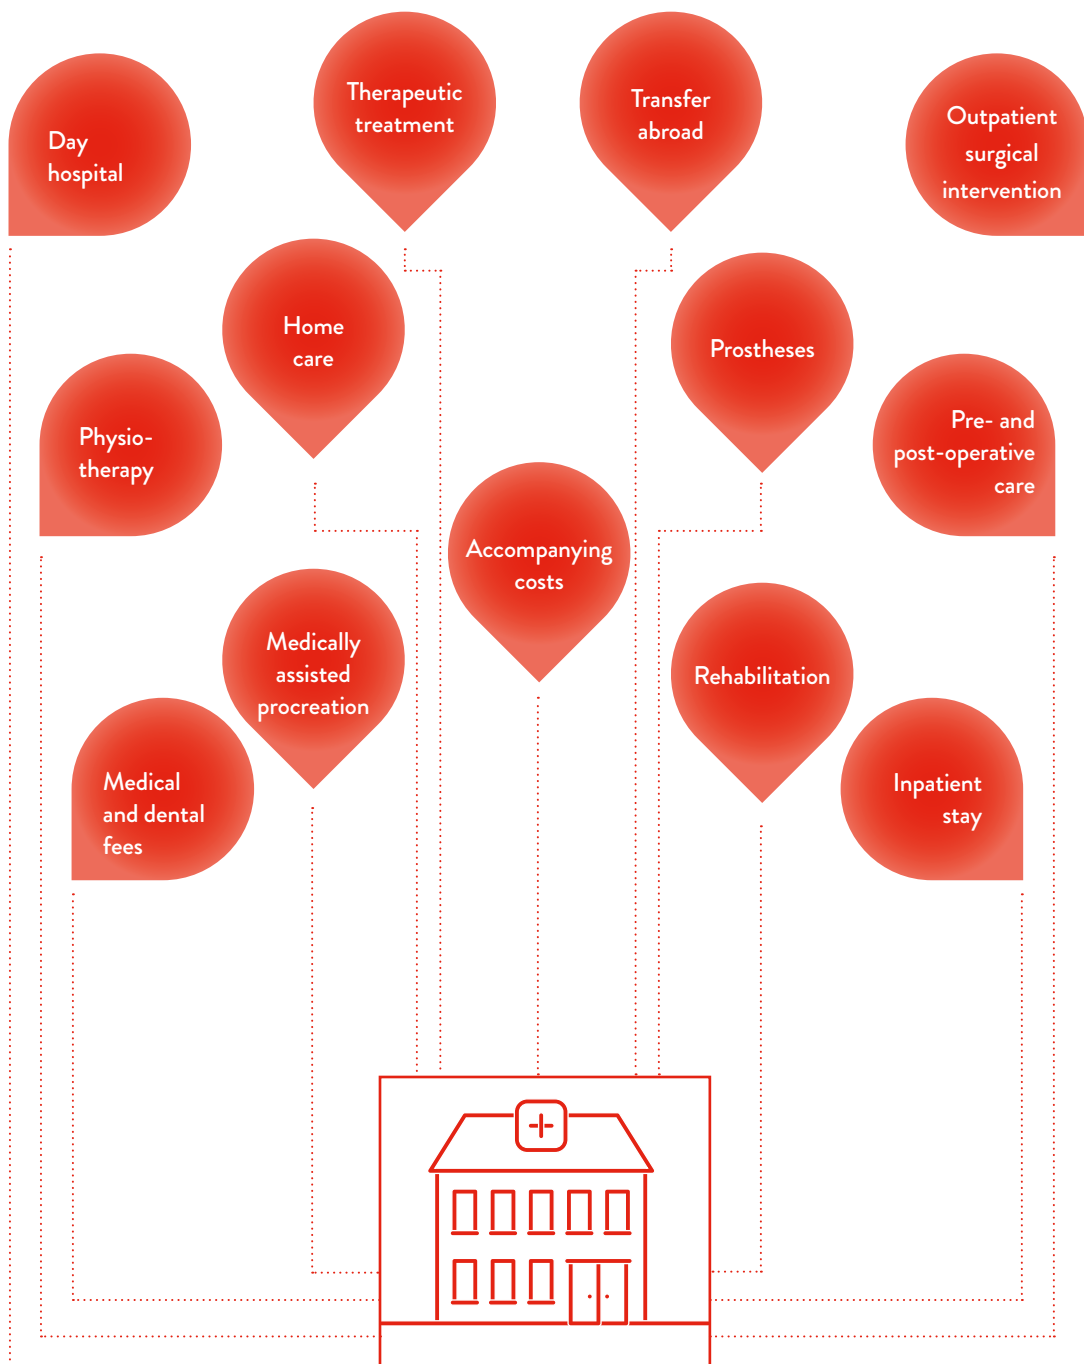 Therapeutic
treatment
Transfer
abroad
Day
hospital
Outpatient
surgical
intervention
Home
care
Prostheses
Physio-
therapy
Pre- and
post-operative
care
Accompanying
costs
Medically
assisted
procreation
Rehabilitation
Medical
and dental
fees
Inpatient
stay